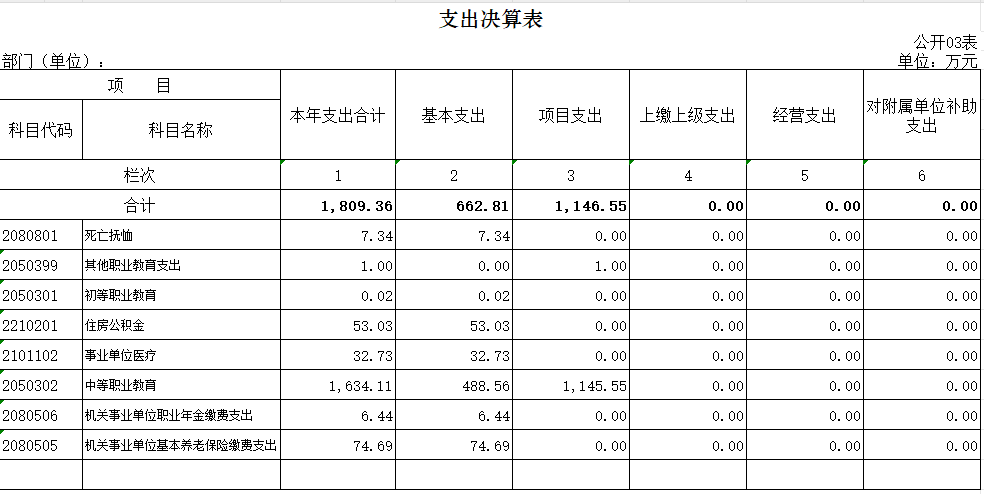 支出决算表
公开03表
部门（单位）： 单位：万元
项 目 本年支出合计 基本支出 项目支出 上缴上级支出 经营支出 对附属单位补助支出
科目代码 科目名称
栏次 1 2 3 4 5 6
合计 1,809.36 662.81 1,146.55 0.00 0.00 0.00
2080801 死亡抚恤 7.34 7.34 0.00 0.00 0.00 0.00
2050399 其他职业教育支出 1.00 0.00 1.00 0.00 0.00 0.00
2050301 初等职业教育 0.02 0.02 0.00 0.00 0.00 0.00
2210201 住房公积金 53.03 53.03 0.00 0.00 0.00 0.00
2101102 事业单位医疗 32.73 32.73 0.00 0.00 0.00 0.00
2050302 中等职业教育 1,634.11 488.56 1,145.55 0.00 0.00 0.00
2080506 机关事业单位职业年金缴费支出 6.44 6.44 0.00 0.00 0.00 0.00
2080505 机关事业单位基本养老保险缴费支出 74.69 74.69 0.00 0.00 0.00 0.00